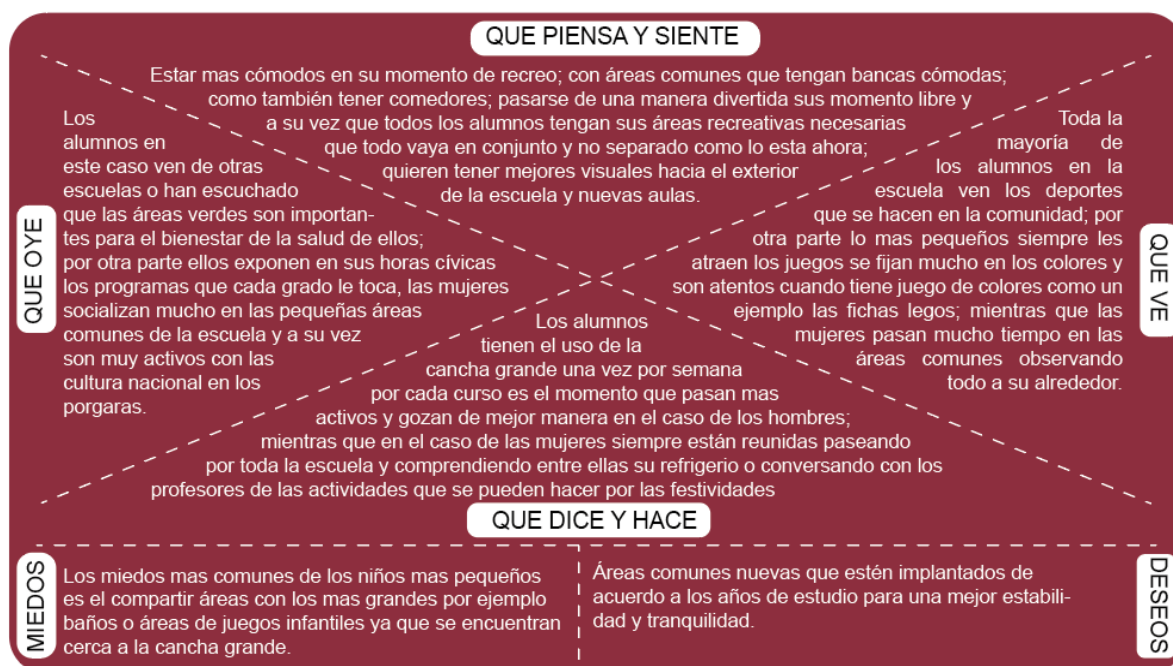 QUE PIENSA Y SIENTE
Estar mas cómodos en su momento de recreo; con áreas comunes que tengan bancas cómodas;
como también tener comedores; pasarse de una manera divertida sus momento libre y
a su vez que todos los alumnos tengan sus áreas recreativas necesarias
que todo vaya en conjunto y no separado como lo esta ahora;
quieren tener mejores visuales hacia el exterior
de la escuela y nuevas aulas.
QUE OYE
Los
alumnos en
este caso ven de otras
escuelas o han escuchado
que las áreas verdes son importan-
tes para el bienestar de la salud de ellos;
por otra parte ellos exponen en sus horas cívicas
los programas que cada grado le toca, las mujeres
socializan mucho en las pequeñas áreas
comunes de la escuela y a su vez
son muy activos con las
cultura nacional en los
porgaras.
QUE VE
Toda la
mayoría de
los alumnos en la
escuela ven los deportes
que se hacen en la comunidad; por
otra parte lo mas pequeños siempre les
atraen los juegos se fijan mucho en los colores y
son atentos cuando tiene juego de colores como un
ejemplo las fichas legos; mientras que las
mujeres pasan mucho tiempo en las
áreas comunes observando
todo a su alrededor.
Los alumnos
tienen el uso de la
cancha grande una vez por semana
por cada curso es el momento que pasan mas
activos y gozan de mejor manera en el caso de los hombres;
mientras que en el caso de las mujeres siempre están reunidas paseando
por toda la escuela y comprendiendo entre ellas su refrigerio o conversando con los
profesores de las actividades que se pueden hacer por las festividades
QUE DICE Y HACE
MIEDOS
Los miedos mas comunes de los niños mas pequeños
es el compartir áreas con los mas grandes por ejemplo
baños o áreas de juegos infantiles ya que se encuentran
cerca a la cancha grande.
DESEOS
Áreas comunes nuevas que estén implantados de
acuerdo a los años de estudio para una mejor estabili-
dad y tranquilidad.